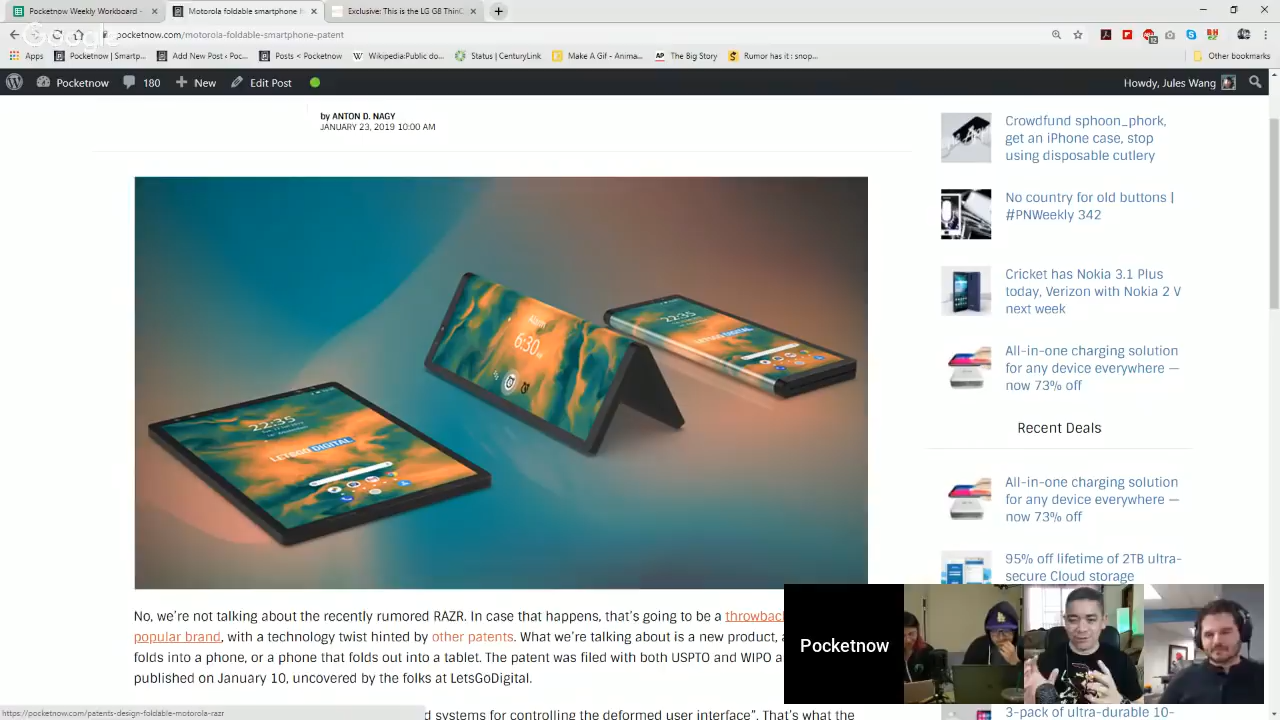 Pocketnow Weekly Workboard -
Motorola foldable smartphone
Exclusive: This is the LG G8 ThinQ
pocketnow.com/motorola-foldable-smartphone-patent
Apps
Pocketnow | Smartp...
Add New Post ‹ Poc...
Posts ‹ Pocketnow
Wikipedia:Public do...
Status | CenturyLink
Make A Gif - Anima...
AP The Big Story
Rumor has it : snop...
Other bookmarks
Pocketnow
180
New
Edit Post
Howdy, Jules Wang
by ANTON D. NAGY
JANUARY 23, 2019 10:00 AM
22:35
LETSGO DIGITAL
Alarm
6:30
22:35
LETSGO DIGITAL
No, we're not talking about the recently rumored RAZR. In case that happens, that's going to be a throwback
popular brand, with a technology twist hinted by other patents. What we're talking about is a new product, a
folds into a phone, or a phone that folds out into a tablet. The patent was filed with both USPTO and WIPO a
published on January 10, uncovered by the folks at LetsGoDigital.
d systems for controlling the deformed user interface". That's what the
https://pocketnow.com/patents-design-foldable-motorola-razr
Crowdfund sphoon_phork,
get an iPhone case, stop
using disposable cutlery
No country for old buttons |
#PNWeekly 342
Cricket has Nokia 3.1 Plus
today, Verizon with Nokia 2 V
next week
All-in-one charging solution
for any device everywhere —
now 73% off
Recent Deals
All-in-one charging solution
for any device everywhere —
now 73% off
95% off lifetime of 2TB ultra-
secure Cloud storage
3-pack of ultra-durable 10-
Pocketnow